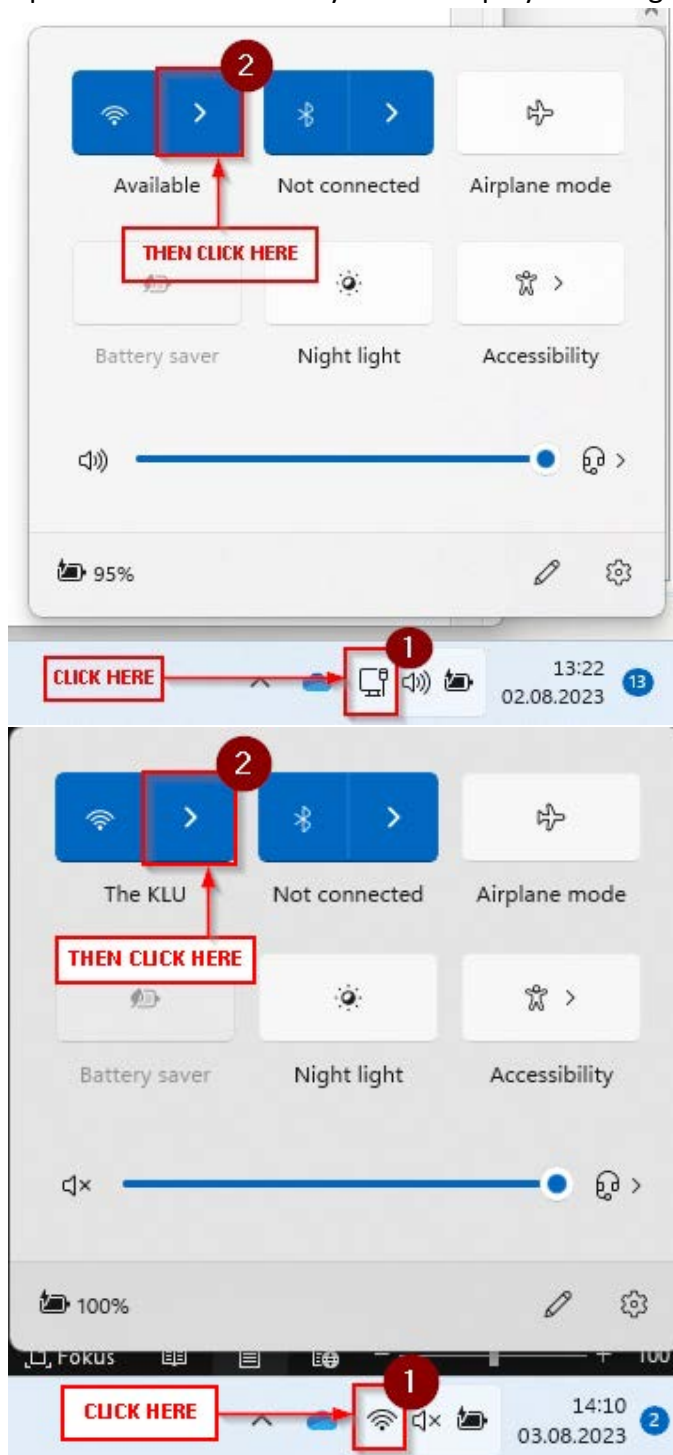 2
Available Not connected Airplane mode
THEN CLICK HERE
Battery saver Night light Accessibility
95%
1
CLICK HERE
13:22
02.08.2023
13
2
The KLU Not connected Airplane mode
THEN CLICK HERE
Battery saver Night light Accessibility
100%
Fokus
100
1
CLICK HERE
14:10
03.08.2023
2